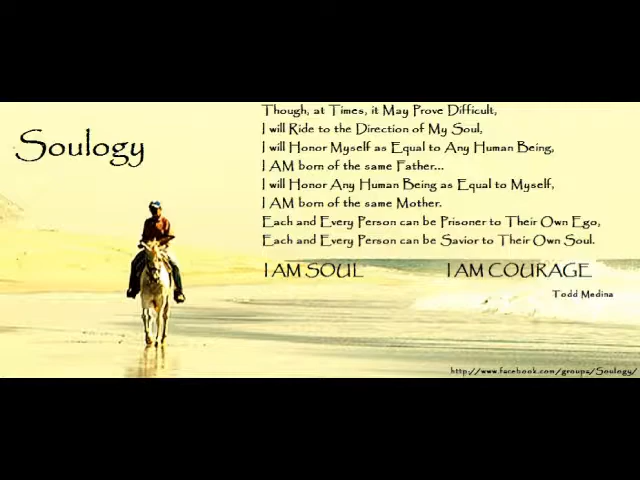 Soulogy
Though, at Times, it May Prove Difficult,
I will Ride to the Direction of My Soul,
I will Honor Myself as Equal to Any Human Being,
I AM born of the same Father...
I will Honor Any Human Being as Equal to Myself,
I AM born of the same Mother.
Each and Every Person can be Prisoner to Their Own Ego,
Each and Every Person can be Savior to Their Own Soul.
I AM SOUL I AM COURAGE
Todd Medina
http://www.facebook.com/groups/Soulogy/